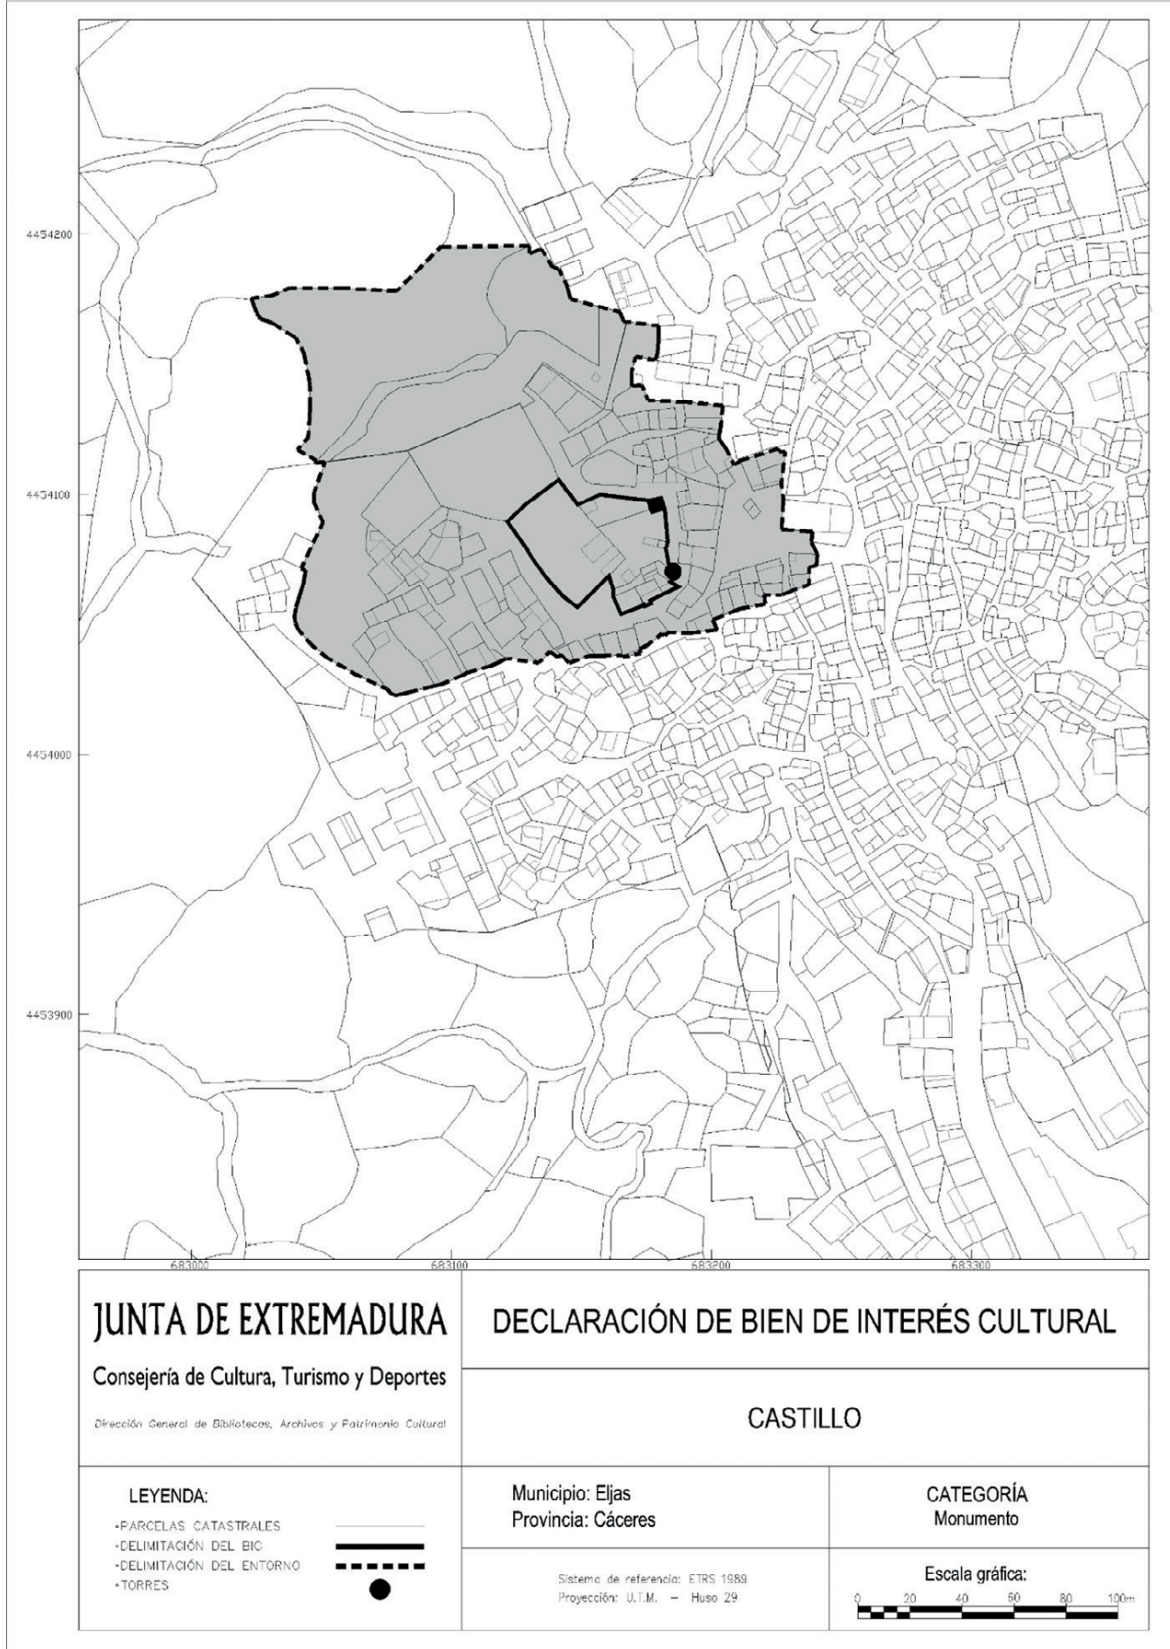 4454200
4454100
4454000
4453900
683000
683100
683200
683300
JUNTA DE EXTREMADURA
Consejería de Cultura, Turismo y Deportes
Dirección General de Bibliotecas, Archivos y Patrimonio Cultural
DECLARACIÓN DE BIEN DE INTERÉS CULTURAL
CASTILLO
LEYENDA:
•PARCELAS CATASTRALES
•DELIMITACIÓN DEL BIC
•DELIMITACIÓN DEL ENTORNO
•TORRES
Municipio: Eljas
Provincia: Cáceres
CATEGORÍA
Monumento
Sistema de referencia: ETRS 1989
Proyección: U.T.M. – Huso 29
Escala gráfica:
0 20 40 60 80 100m